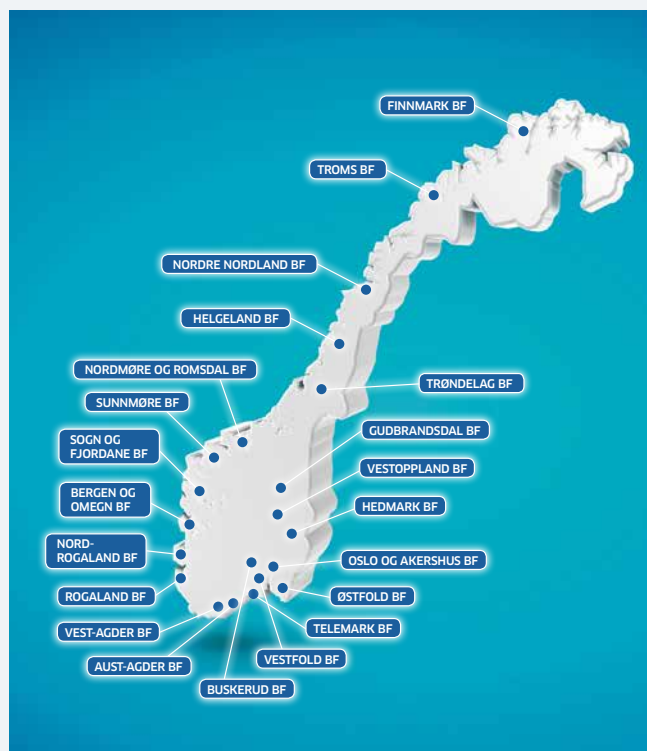 FINNMARK BF
TROMS BF
NORDRE NORDLAND BF
HELGELAND BF
NORDMØRE OG ROMSDAL BF
TRØNDELAG BF
SUNNMØRE BF
GUDBRANDSDAL BF
SOGN OG
FJORDANE BF
VESTOPPLAND BF
BERGEN OG
OMEGN BF
HEDMARK BF
NORD-
ROGALAND BF
OSLO OG AKERSHUS BF
ROGALAND BF
ØSTFOLD BF
VEST-AGDER BF
TELEMARK BF
AUST-AGDER BF
VESTFOLD BF
BUSKERUD BF